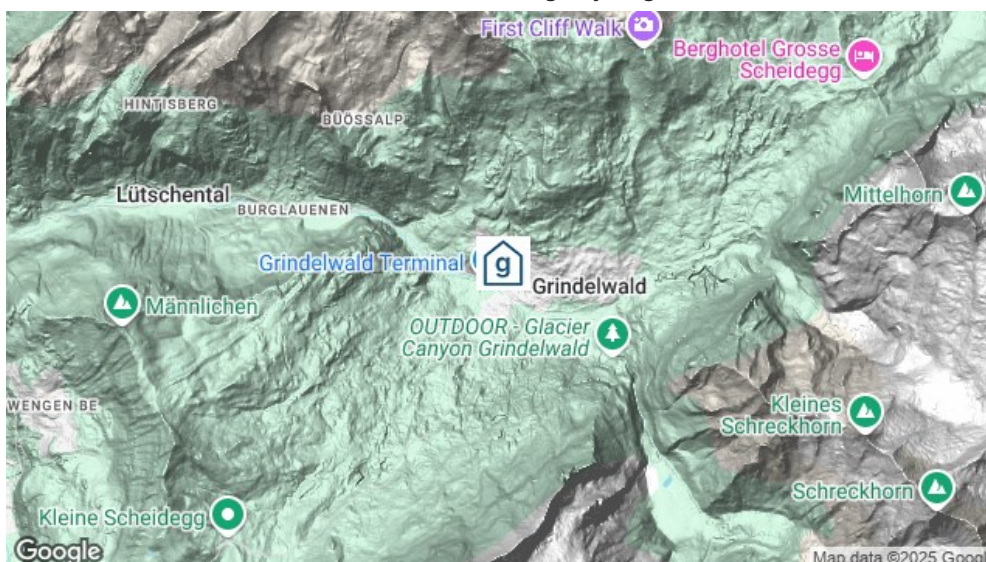 First Cliff Walk
Berghotel Grosse
Scheidegg
HINTISBERG
BÜÖSSALP
Lütschental
BURGLAUENEN
Mittelhorn
Grindelwald Terminal
g
Grindelwald
Männlichen
OUTDOOR - Glacier
Canyon Grindelwald
WENGEN BE
Kleines
Schreckhorn
Schreckhorn
Kleine Scheidegg
Google
Map data ©2025 Googl